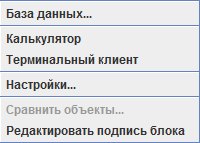 База данных...
Калькулятор
Терминальный клиент
Настройки...
Сравнить объекты...
Редактировать подпись блока